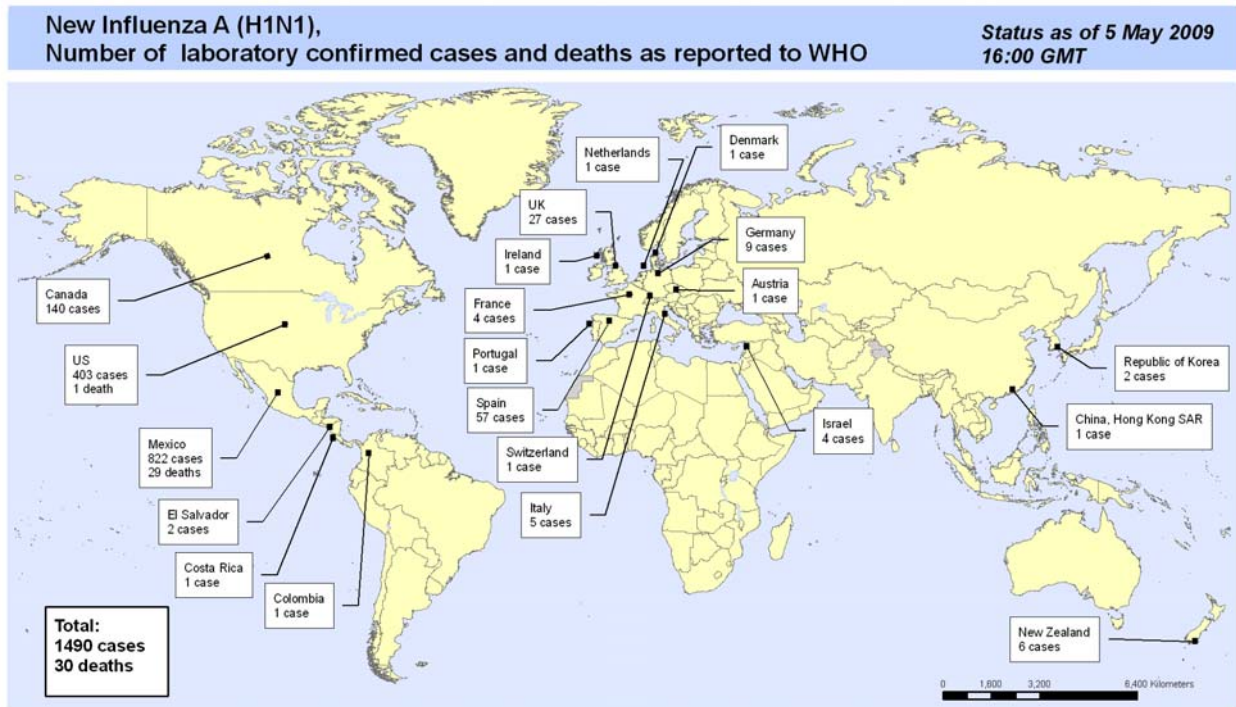 New Influenza A (H1N1),
Number of laboratory confirmed cases and deaths as reported to WHO
Status as of 5 May 2009
16:00 GMT
Netherlands
1 case
Denmark
1 case
UK
27 cases
Germany
9 cases
Ireland
1 case
Austria
1 case
Canada
140 cases
France
4 cases
US
403 cases
1 death
Portugal
1 case
Republic of Korea
2 cases
Spain
57 cases
Israel
4 cases
China, Hong Kong SAR
1 case
Mexico
822 cases
29 deaths
Switzerland
1 case
El Salvador
2 cases
Italy
5 cases
Costa Rica
1 case
Colombia
1 case
Total:
1490 cases
30 deaths
New Zealand
6 cases
0 1,600 3,200 6,400 Kilometers